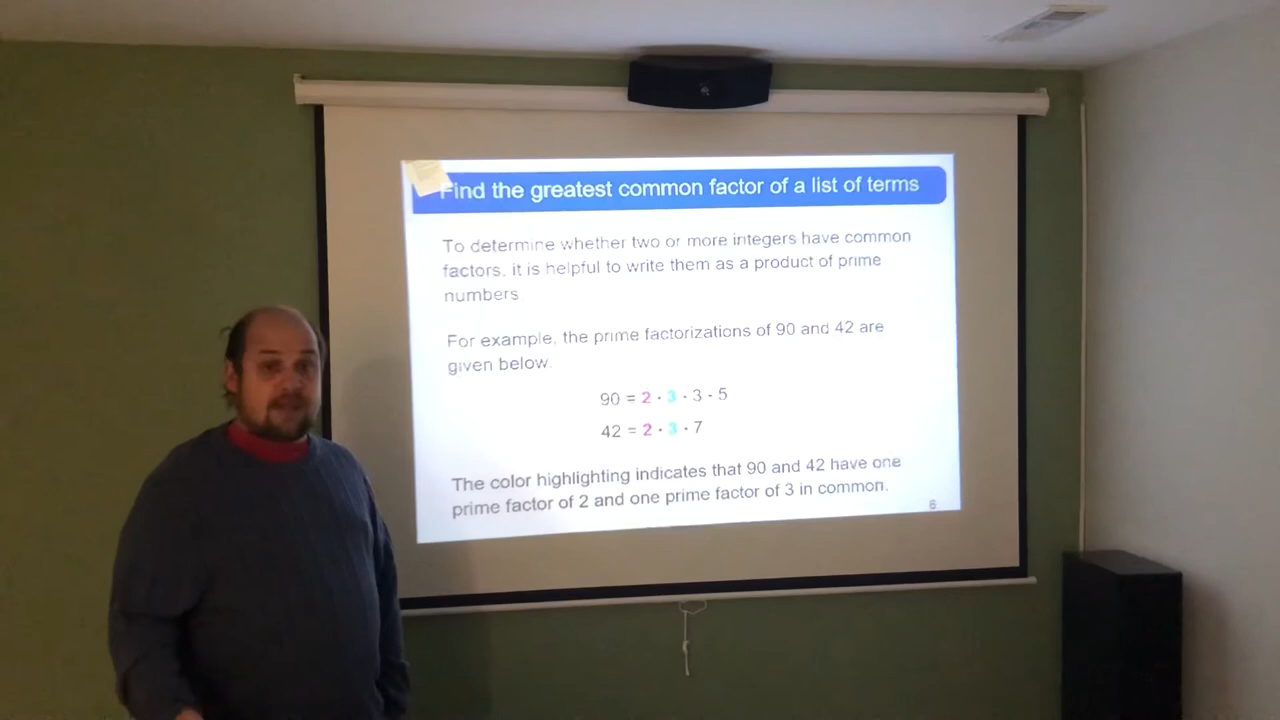 Find the greatest common factor of a list of terms
To determine whether two or more integers have common
factors, it is helpful to write them as a product of prime
numbers.
For example, the prime factorizations of 90 and 42 are
given below.
90 = 2 · 3 · 3 · 5
42 = 2 · 3 · 7
The color highlighting indicates that 90 and 42 have one
prime factor of 2 and one prime factor of 3 in common.
6